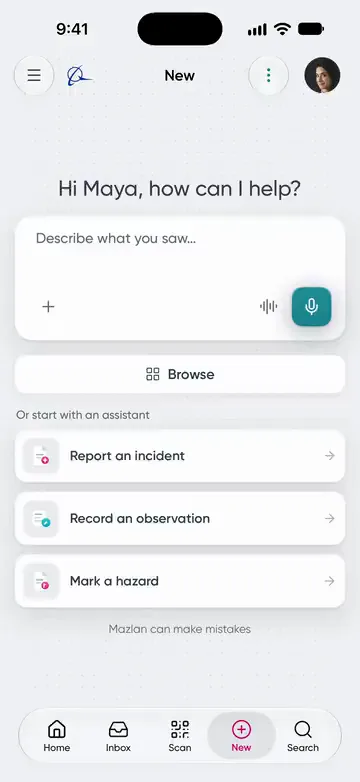 9:41
New
Hi Maya, how can I help?
Describe what you saw...
Browse
Or start with an assistant
Report an incident
Record an observation
Mark a hazard
Mazlan can make mistakes
Home
Inbox
Scan
New
Search